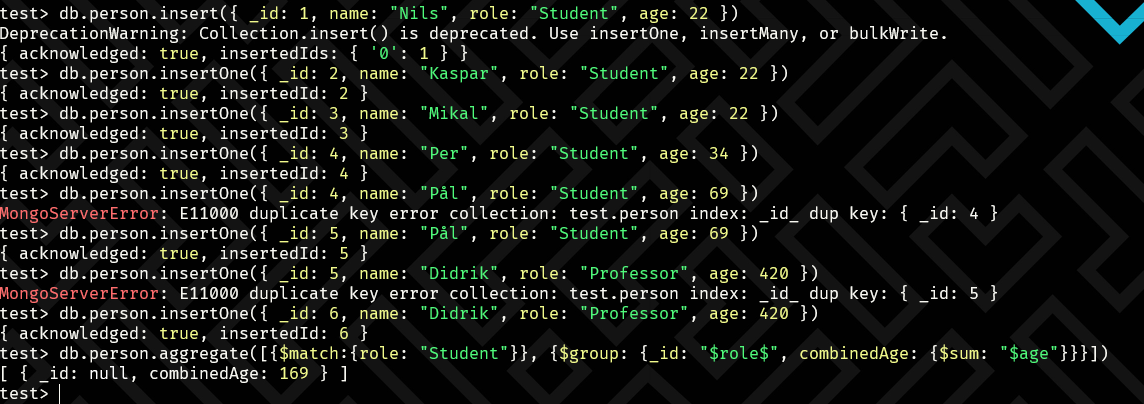 test> db.person.insert({ _id: 1, name: "Nils", role: "Student", age: 22 })
DeprecationWarning: Collection.insert() is deprecated. Use insertOne, insertMany, or bulkWrite.
{ acknowledged: true, insertedIds: { '0': 1 } }
test> db.person.insertOne({ _id: 2, name: "Kaspar", role: "Student", age: 22 })
{ acknowledged: true, insertedId: 2 }
test> db.person.insertOne({ _id: 3, name: "Mikal", role: "Student", age: 22 })
{ acknowledged: true, insertedId: 3 }
test> db.person.insertOne({ _id: 4, name: "Per", role: "Student", age: 34 })
{ acknowledged: true, insertedId: 4 }
test> db.person.insertOne({ _id: 4, name: "Pål", role: "Student", age: 69 })
MongoServerError: E11000 duplicate key error collection: test.person index: _id_ dup key: { _id: 4 }
test> db.person.insertOne({ _id: 5, name: "Pål", role: "Student", age: 69 })
{ acknowledged: true, insertedId: 5 }
test> db.person.insertOne({ _id: 5, name: "Didrik", role: "Professor", age: 420 })
MongoServerError: E11000 duplicate key error collection: test.person index: _id_ dup key: { _id: 5 }
test> db.person.insertOne({ _id: 6, name: "Didrik", role: "Professor", age: 420 })
{ acknowledged: true, insertedId: 6 }
test> db.person.aggregate([{$match:{role: "Student"}}, {$group: {_id: "$role$", combinedAge: {$sum: "$age"}}}])
[ { _id: null, combinedAge: 169 } ]
test>